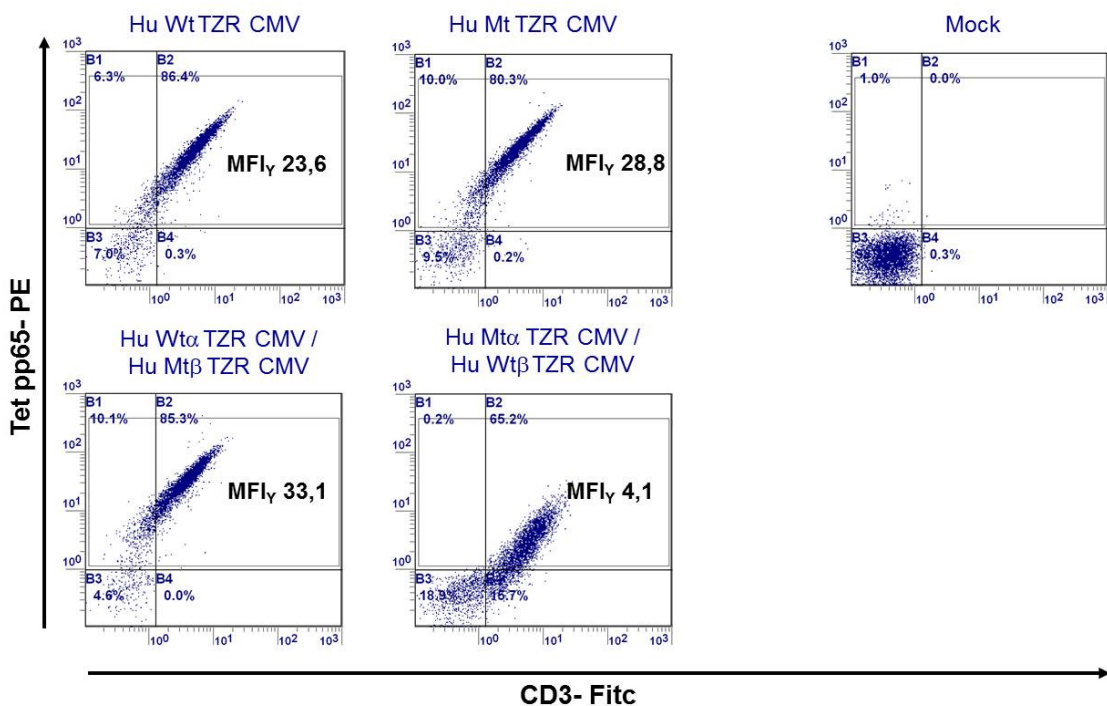 Hu Wt TZR CMV
Hu Mt TZR CMV
Mock
10³
B1
B2
6.3%
86.4%
10²
10¹
MFIY 23,6
10⁰
B3
B4
7.0%
0.3%
10⁰
10¹
10²
10³
10³
B1
B2
10.0%
80.3%
10²
10¹
MFIY 28,8
10⁰
B3
B4
9.5%
0.2%
10⁰
10¹
10²
10³
10³
B1
B2
1.0%
0.0%
10²
10¹
10⁰
B3
B4
0.3%
10⁰
10¹
10²
10³
Tet pp65- PE
Hu Wtα TZR CMV /
Hu Mtβ TZR CMV
Hu Mtα TZR CMV /
Hu Wtβ TZR CMV
10³
B1
B2
10.1%
85.3%
10²
10¹
MFIY 33,1
10⁰
B3
B4
4.6%
0.0%
10⁰
10¹
10²
10³
10³
B1
B2
0.2%
65.2%
10²
10¹
MFIY 4,1
10⁰
B3
18.9%
15.7%
10⁰
10¹
10²
10³
CD3- Fitc